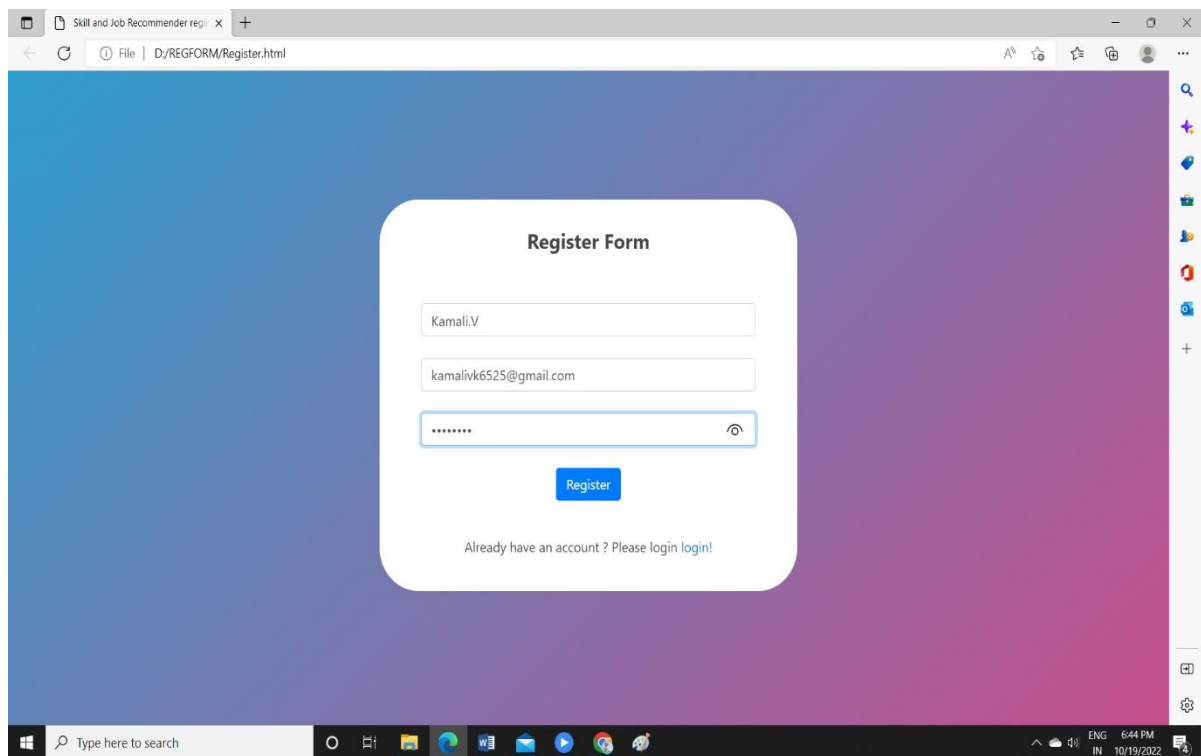 Skill and Job Recommender regi
File | D:/REGFORM/Register.html
Register Form
Kamali.V
kamalivk6525@gmail.com
••••••••
Register
Already have an account ? Please login login!
Type here to search
ENG 6:44 PM
IN 10/19/2022